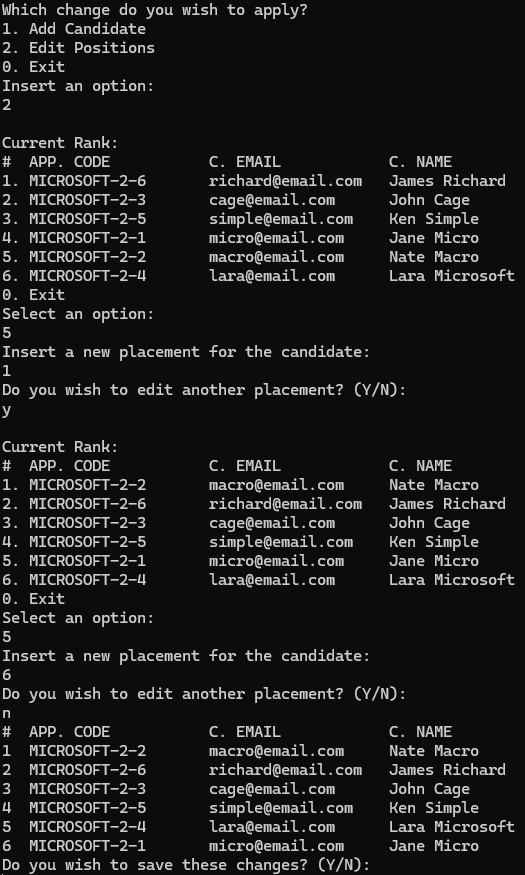 Which change do you wish to apply?
1. Add Candidate
2. Edit Positions
0. Exit
Insert an option:
2
Current Rank:
#  APP. CODE           C. EMAIL            C. NAME
1. MICROSOFT-2-6       richard@email.com   James Richard
2. MICROSOFT-2-3       cage@email.com      John Cage
3. MICROSOFT-2-5       simple@email.com    Ken Simple
4. MICROSOFT-2-1       micro@email.com     Jane Micro
5. MICROSOFT-2-2       macro@email.com     Nate Macro
6. MICROSOFT-2-4       lara@email.com      Lara Microsoft
0. Exit
Select an option:
5
Insert a new placement for the candidate:
1
Do you wish to edit another placement? (Y/N):
y
Current Rank:
#  APP. CODE           C. EMAIL            C. NAME
1. MICROSOFT-2-2       macro@email.com     Nate Macro
2. MICROSOFT-2-6       richard@email.com   James Richard
3. MICROSOFT-2-3       cage@email.com      John Cage
4. MICROSOFT-2-5       simple@email.com    Ken Simple
5. MICROSOFT-2-1       micro@email.com     Jane Micro
6. MICROSOFT-2-4       lara@email.com      Lara Microsoft
0. Exit
Select an option:
5
Insert a new placement for the candidate:
6
Do you wish to edit another placement? (Y/N):
n
#  APP. CODE           C. EMAIL            C. NAME
1  MICROSOFT-2-2       macro@email.com     Nate Macro
2  MICROSOFT-2-6       richard@email.com   James Richard
3  MICROSOFT-2-3       cage@email.com      John Cage
4  MICROSOFT-2-5       simple@email.com    Ken Simple
5  MICROSOFT-2-4       lara@email.com      Lara Microsoft
6  MICROSOFT-2-1       micro@email.com     Jane Micro
Do you wish to save these changes? (Y/N):